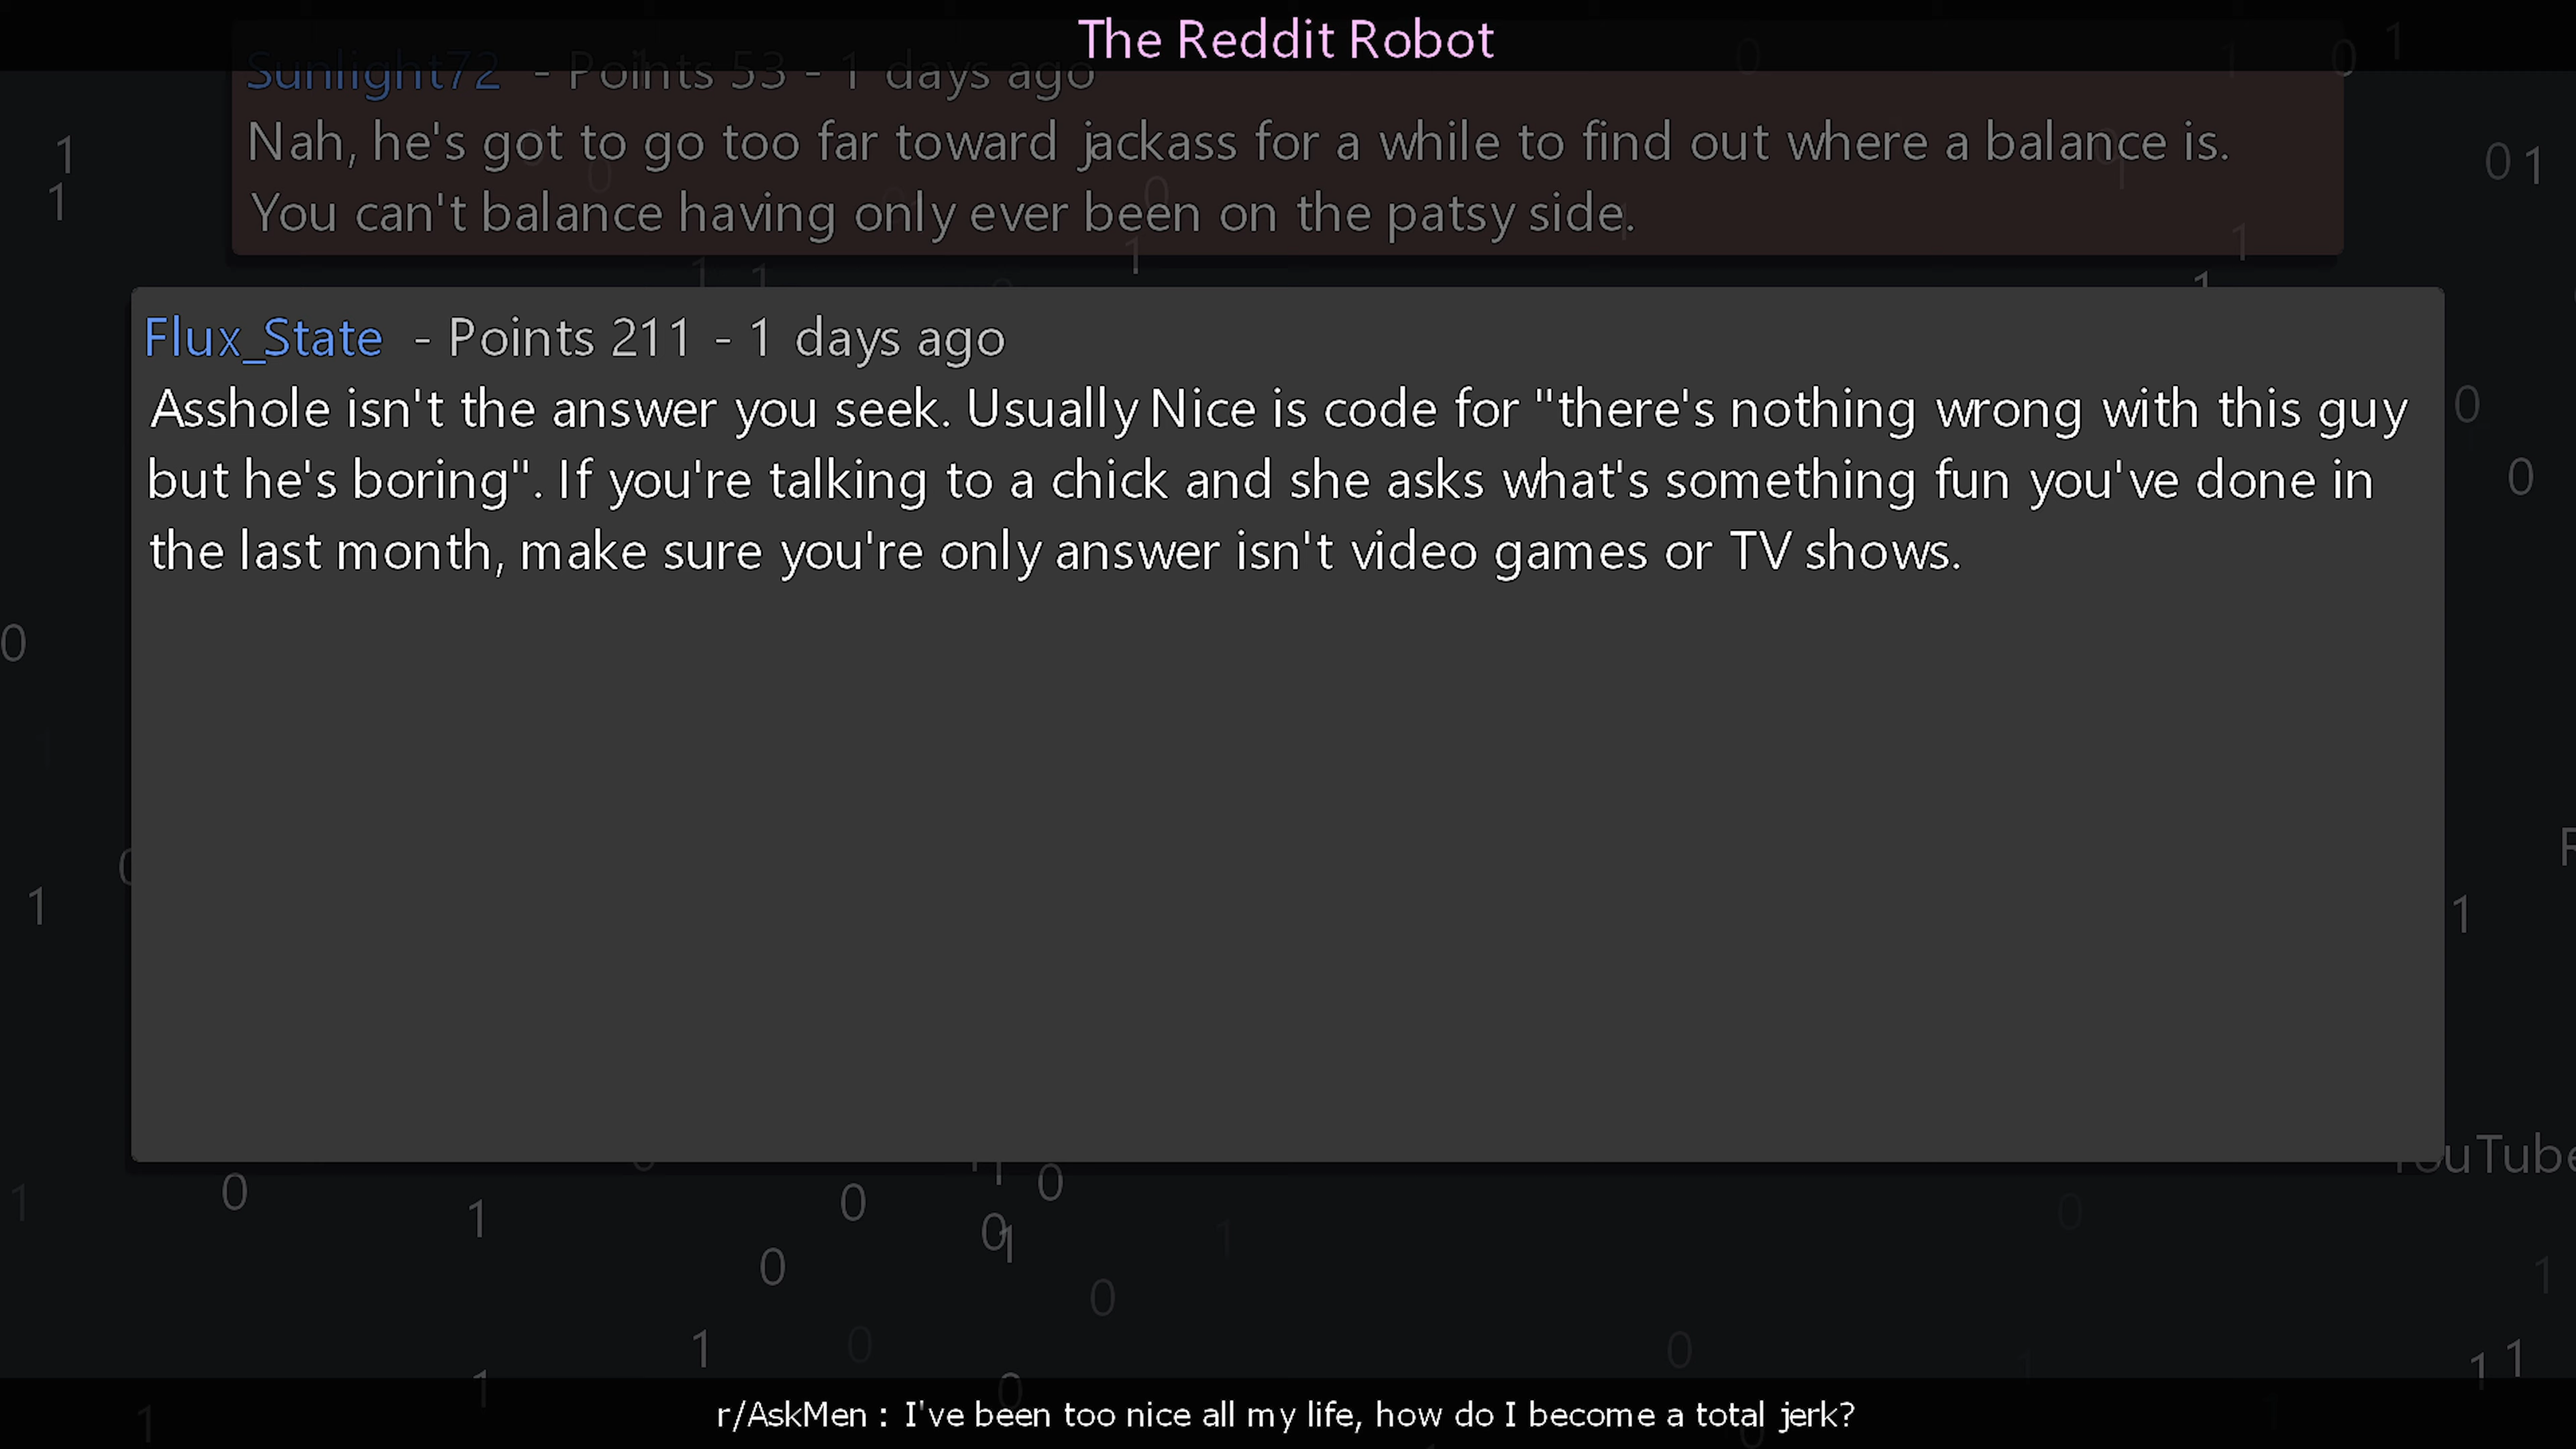 The Reddit Robot
Sunlight72 - Points 53 - 1 days ago
Nah, he's got to go too far toward jackass for a while to find out where a balance is.
You can't balance having only ever been on the patsy side.
Flux_State - Points 211 - 1 days ago
Asshole isn't the answer you seek. Usually Nice is code for "there's nothing wrong with this guy
but he's boring". If you're talking to a chick and she asks what's something fun you've done in
the last month, make sure you're only answer isn't video games or TV shows.
r/AskMen : I've been too nice all my life, how do I become a total jerk?